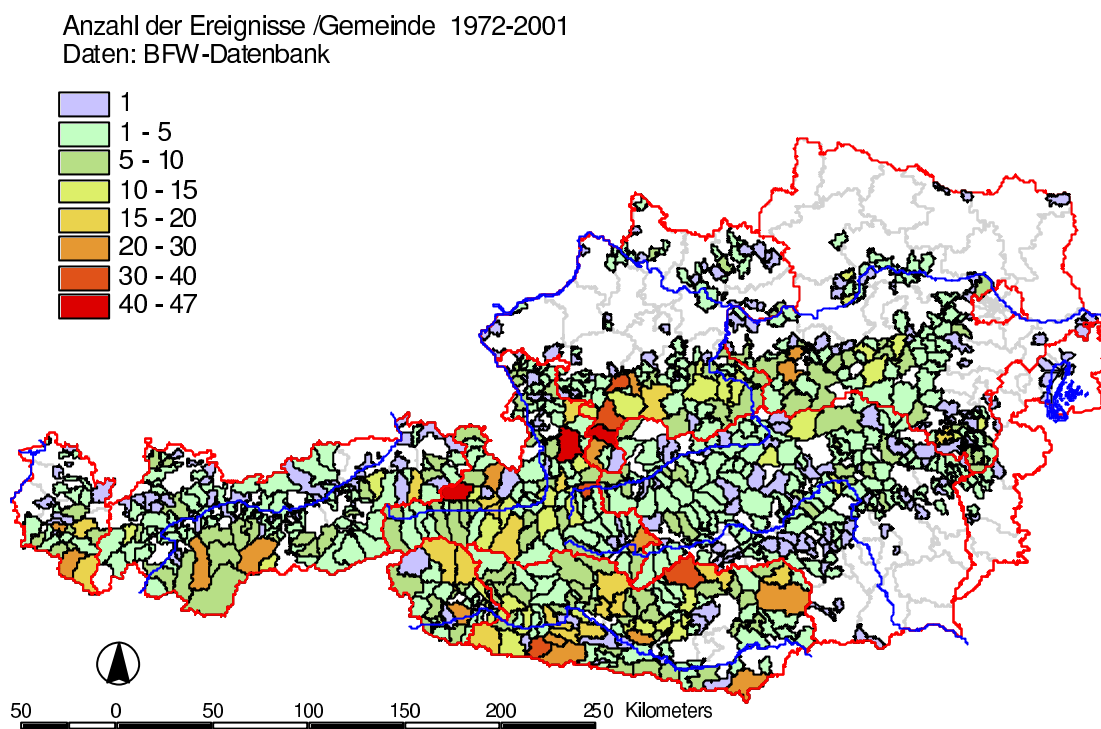 Anzahl der Ereignisse /Gemeinde 1972-2001
Daten: BFW-Datenbank
1
1 - 5
5 - 10
10 - 15
15 - 20
20 - 30
30 - 40
40 - 47
50 0 50 100 150 200 250 Kilometers